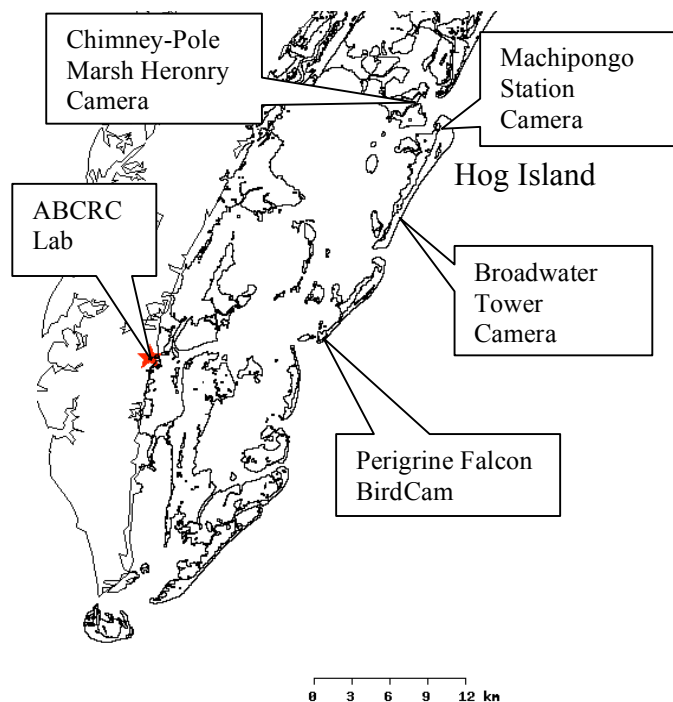 Chimney-Pole
Marsh Heronry
Camera
Machipongo
Station
Camera
Hog Island
ABCRC
Lab
Broadwater
Tower
Camera
Perigrine Falcon
BirdCam
0 3 6 9 12 km